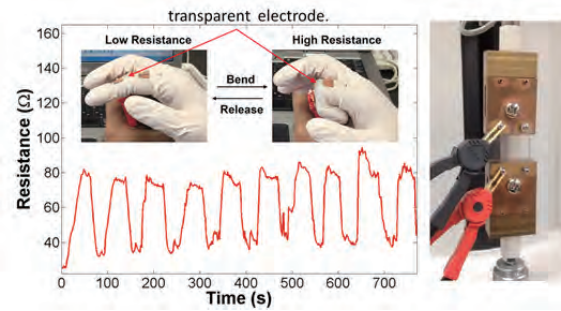 transparent electrode.
Low Resistance
High Resistance
Bend
Release
Resistance (Ω)
160
140
120
100
80
60
40
0
100
200
300
400
500
600
700
Time (s)